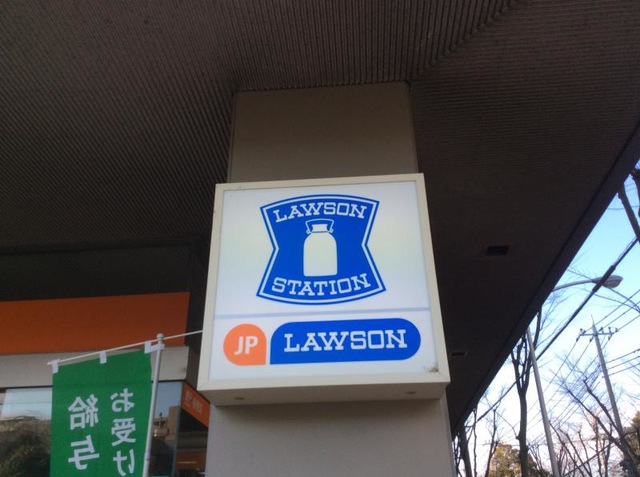 LAWSON
STATION
JP LAWSON
お受け
給与